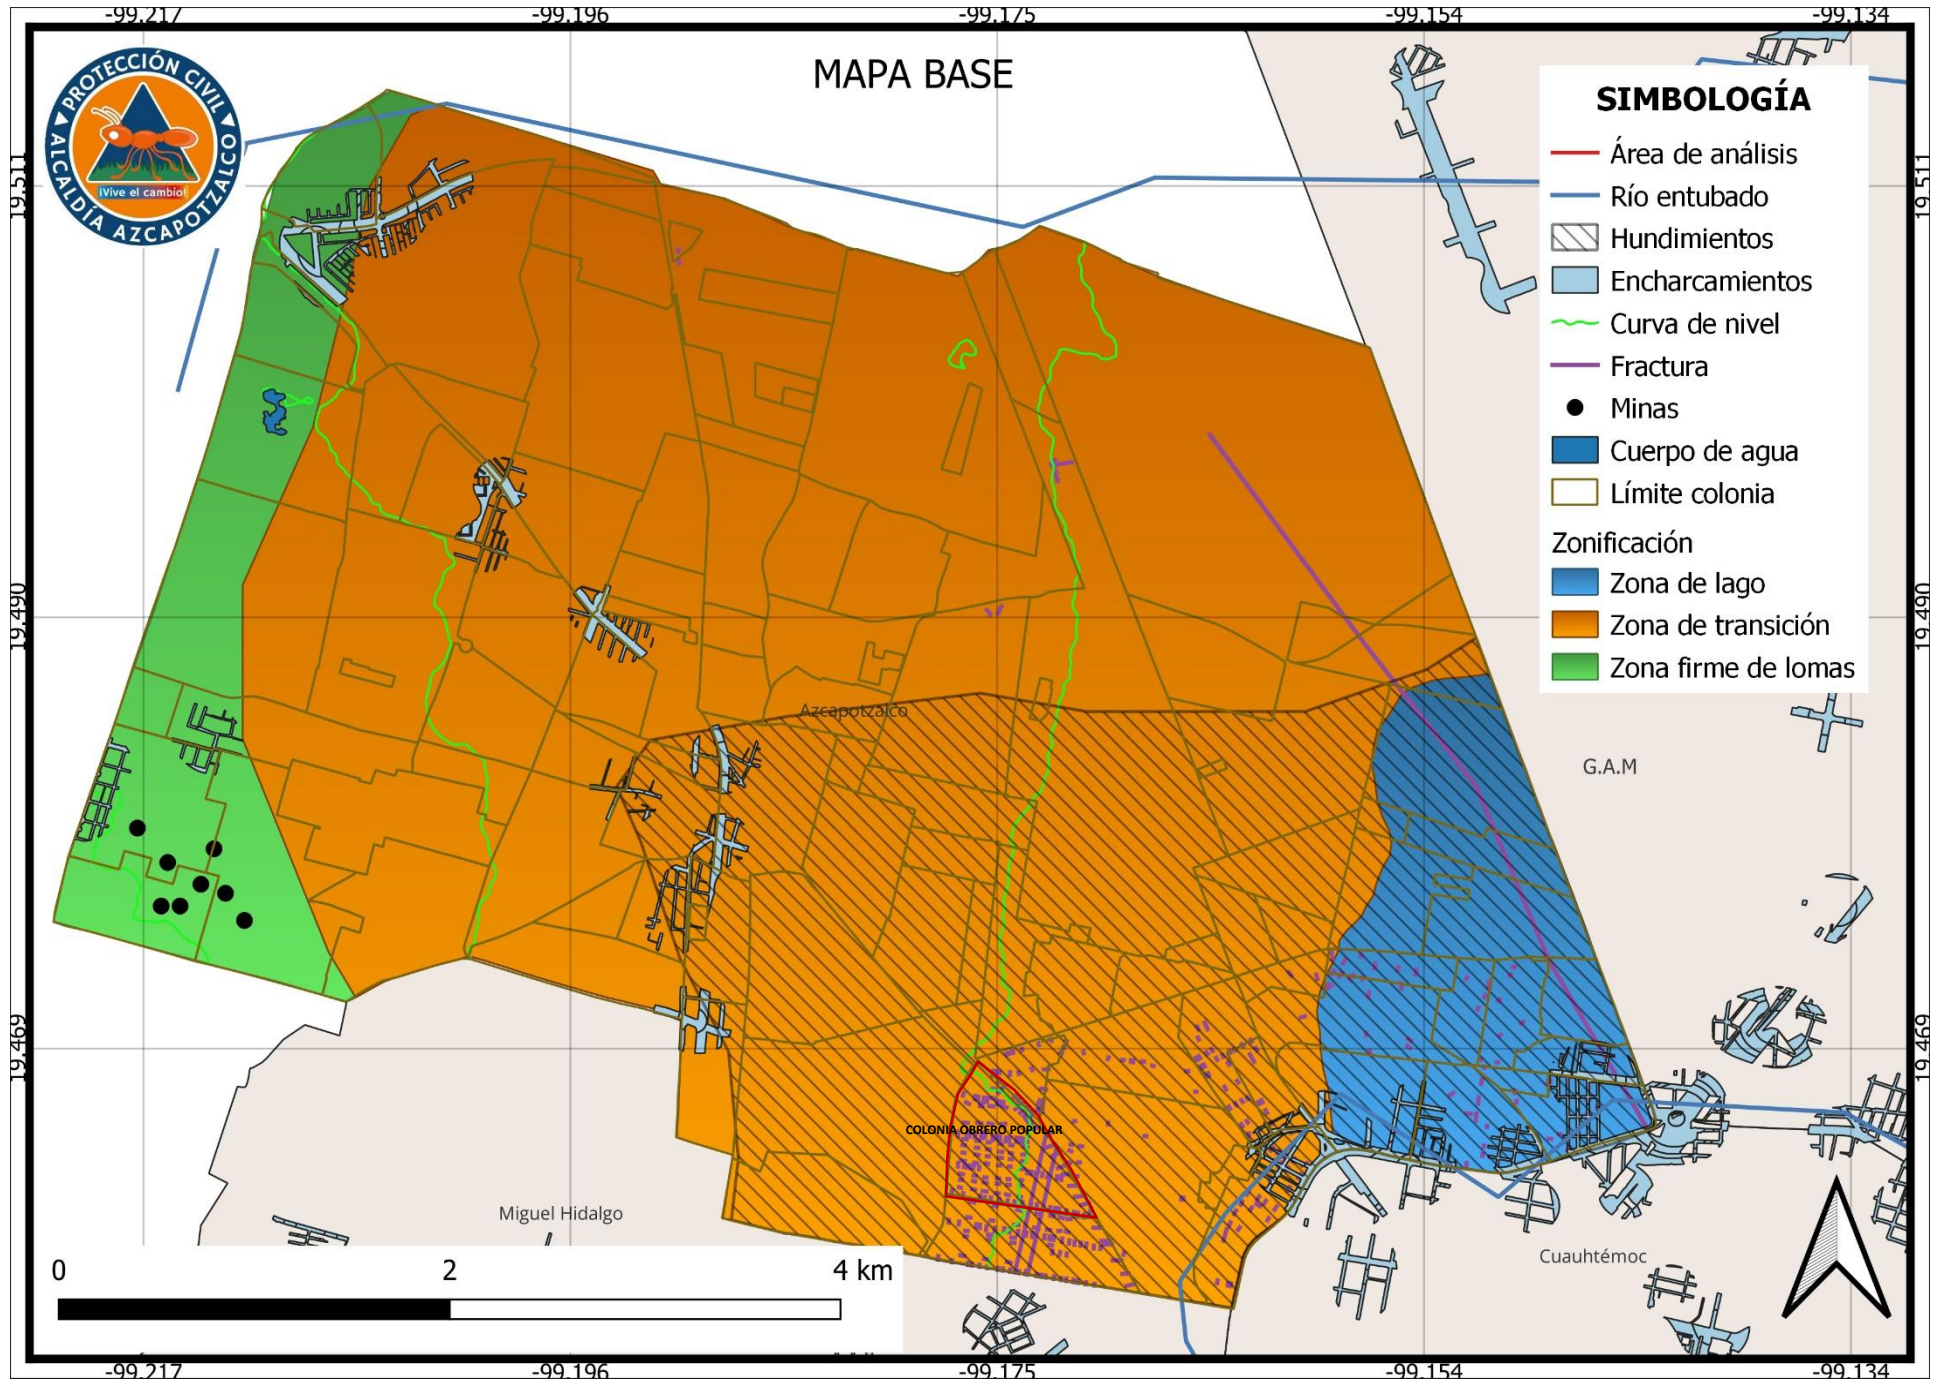 -99.217
-99.196
-99.175
-99.154
-99.134
MAPA BASE
PROTECCIÓN CIVIL
ALCALDÍA AZCAPOTZALCO
¡Vive el cambio!
SIMBOLOGÍA
Área de análisis
Río entubado
Hundimientos
Encharcamientos
Curva de nivel
Fractura
Minas
Cuerpo de agua
Límite colonia
Zonificación
Zona de lago
Zona de transición
Zona firme de lomas
19.511
19.511
19.490
19.490
Azcapotzalco
G.A.M
19.469
19.469
COLONIA OBRERO POPULAR
Miguel Hidalgo
Cuauhtémoc
0 2 4 km
-99.217
-99.196
-99.175
-99.154
-99.134